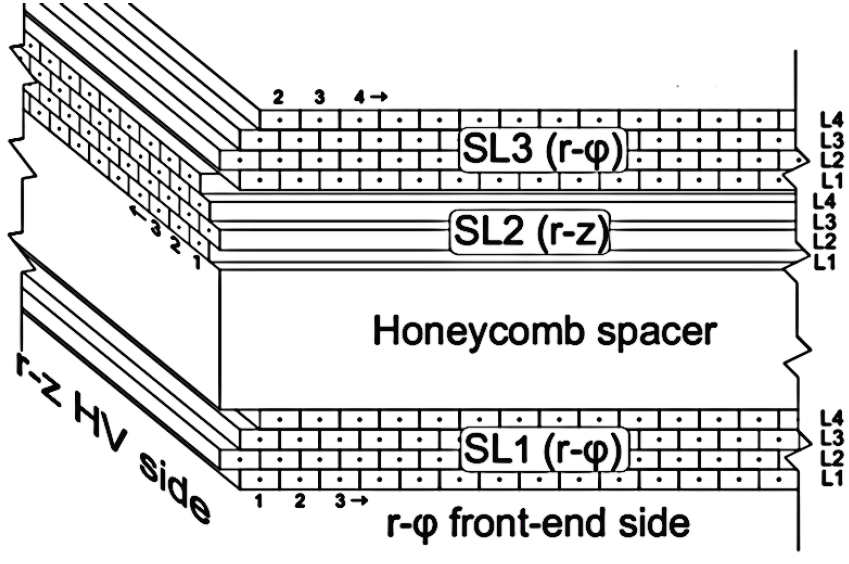 2 3 4→
L4
L3
SL3 (r-φ)
L2
L1
L4
L3
SL2 (r-z)
L2
L1
←3 2 1
Honeycomb spacer
L4
L3
SL1 (r-φ)
L2
L1
1 2 3→
r-z HV side
r-φ front-end side